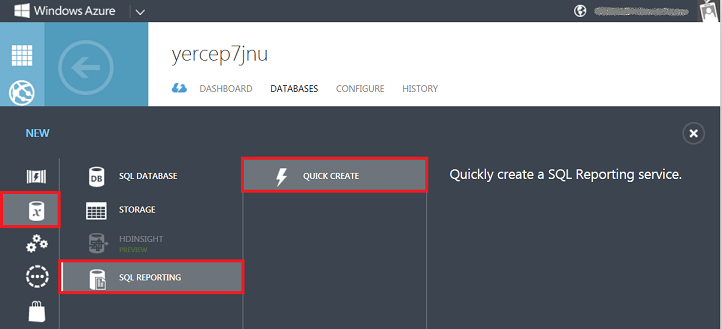 Windows Azure
yercep7jnu
DASHBOARD DATABASES CONFIGURE HISTORY
NEW
SQL DATABASE
QUICK CREATE
Quickly create a SQL Reporting service.
STORAGE
HDINSIGHT
PREVIEW
SQL REPORTING